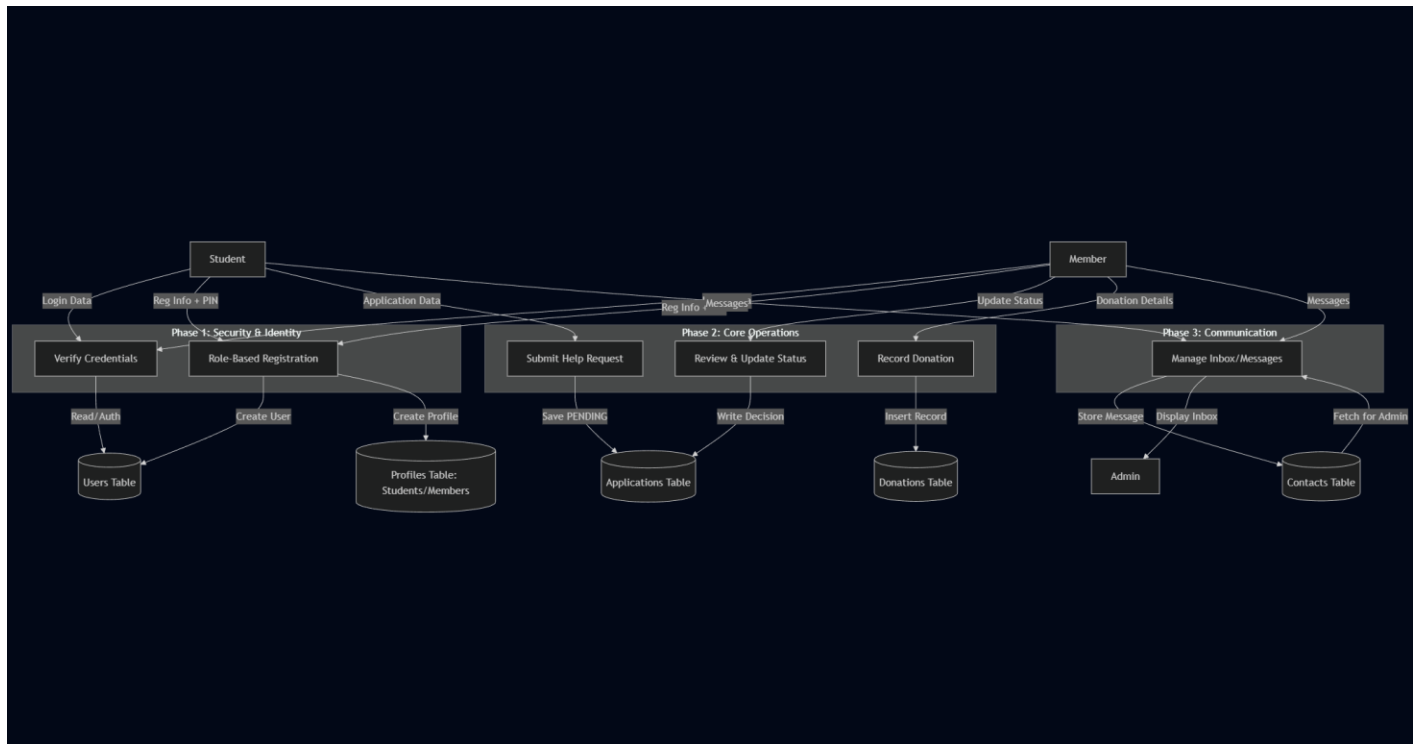 Student
Member
Login Data
Reg Info + PIN
Application Data
Reg Info +
Messages
Update Status
Donation Details
Messages
Phase 1: Security & Identity
Phase 2: Core Operations
Phase 3: Communication
Verify Credentials
Role-Based Registration
Submit Help Request
Review & Update Status
Record Donation
Manage Inbox/Messages
Read/Auth
Create User
Create Profile
Save PENDING
Write Decision
Insert Record
Store Message
Display Inbox
Fetch for Admin
Users Table
Profiles Table:
Students/Members
Applications Table
Donations Table
Admin
Contacts Table